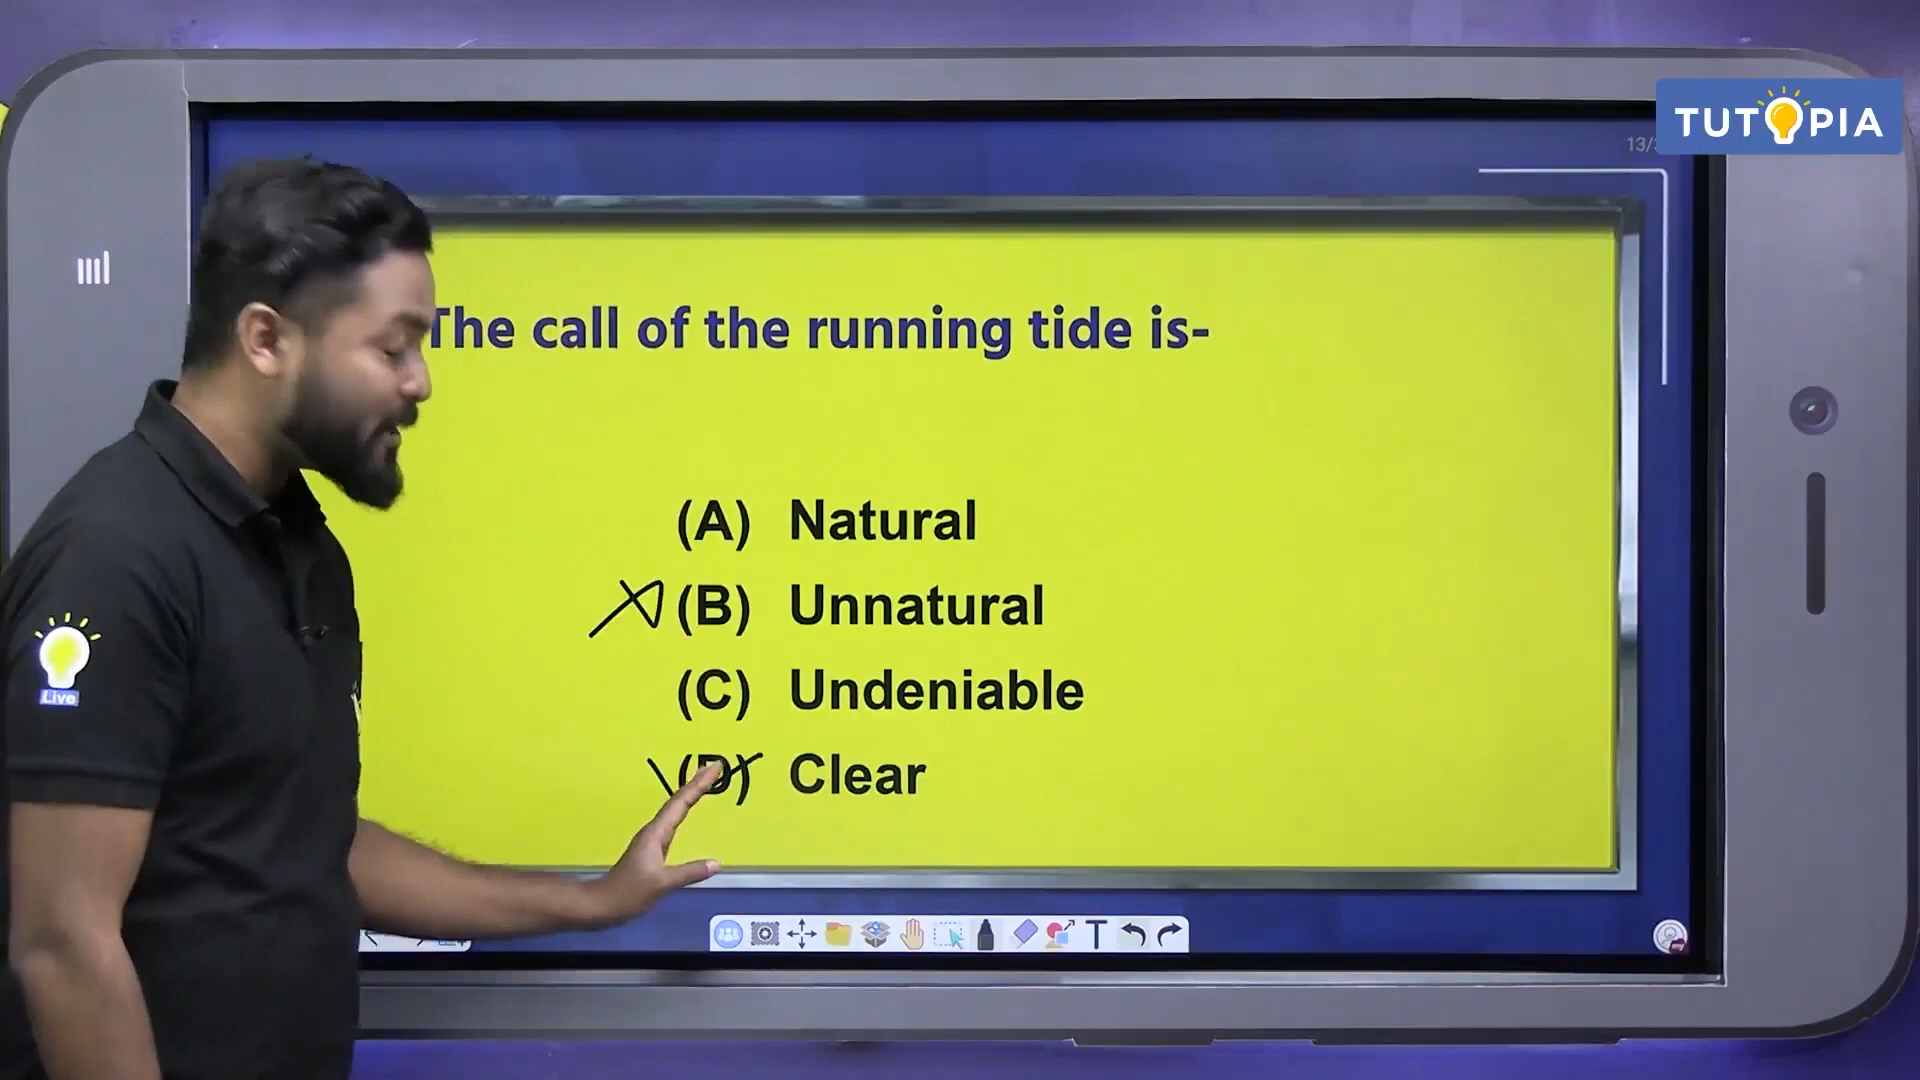 TUTOPIA
13/
The call of the running tide is-
(A) Natural
(B) Unnatural
(C) Undeniable
(D) Clear
Live